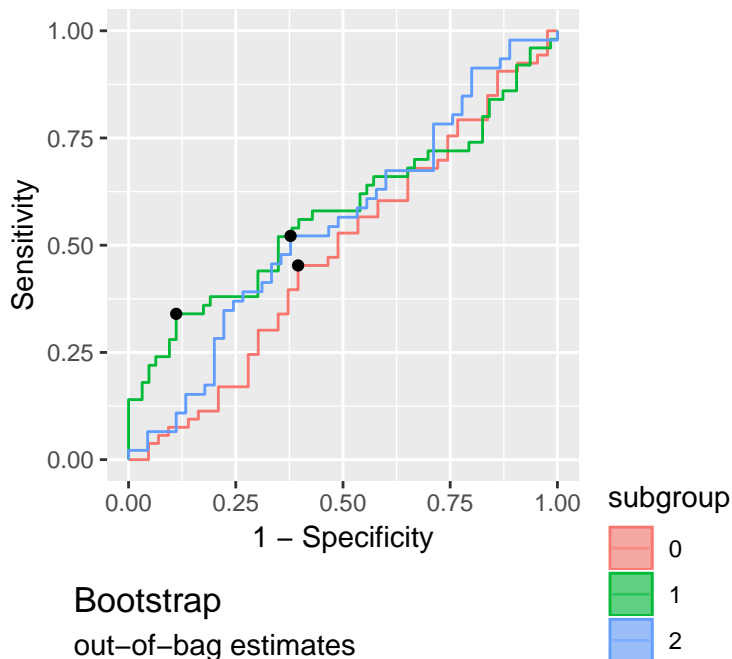 1.00
0.75
0.50
0.25
0.00
Sensitivity
0.00 0.25 0.50 0.75 1.00
1 − Specificity
subgroup
0
1
2
Bootstrap
out−of−bag estimates